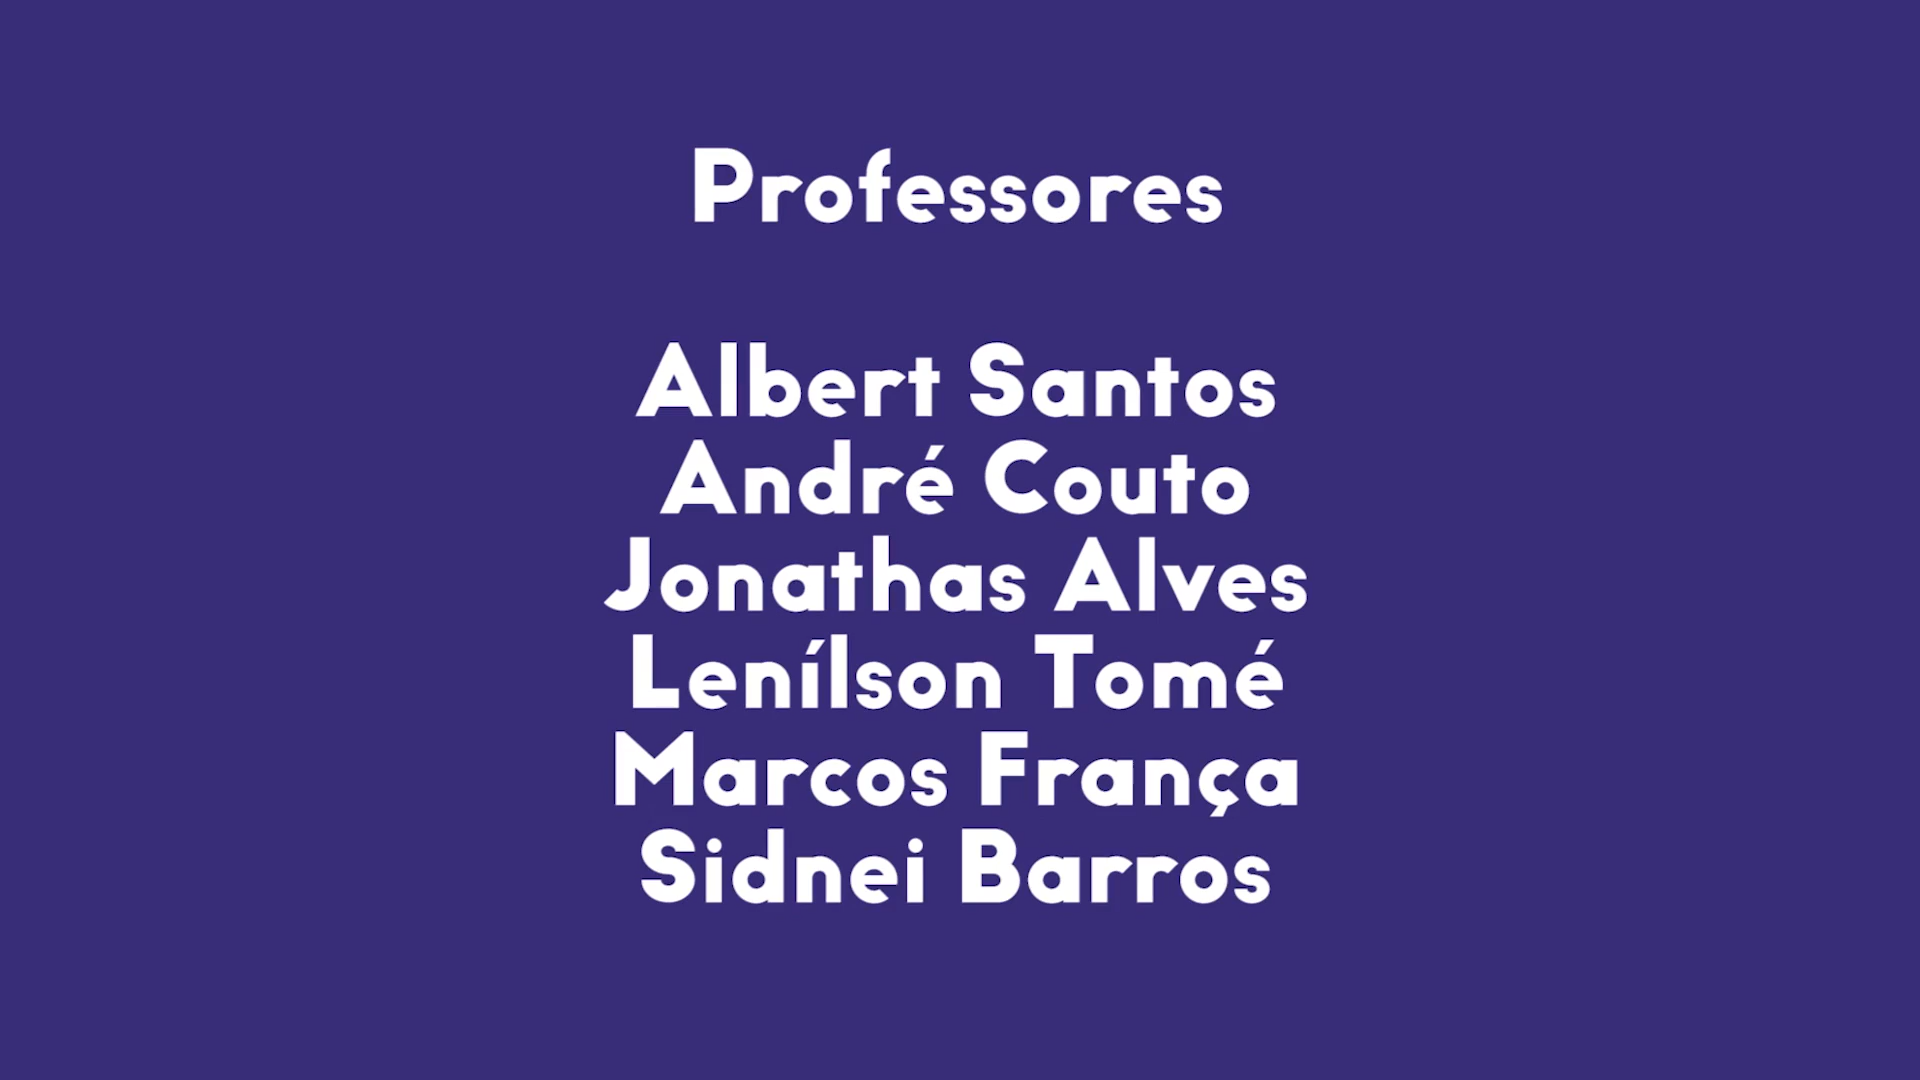 Professores
Albert Santos
André Couto
Jonathas Alves
Lenílson Tomé
Marcos França
Sidnei Barros